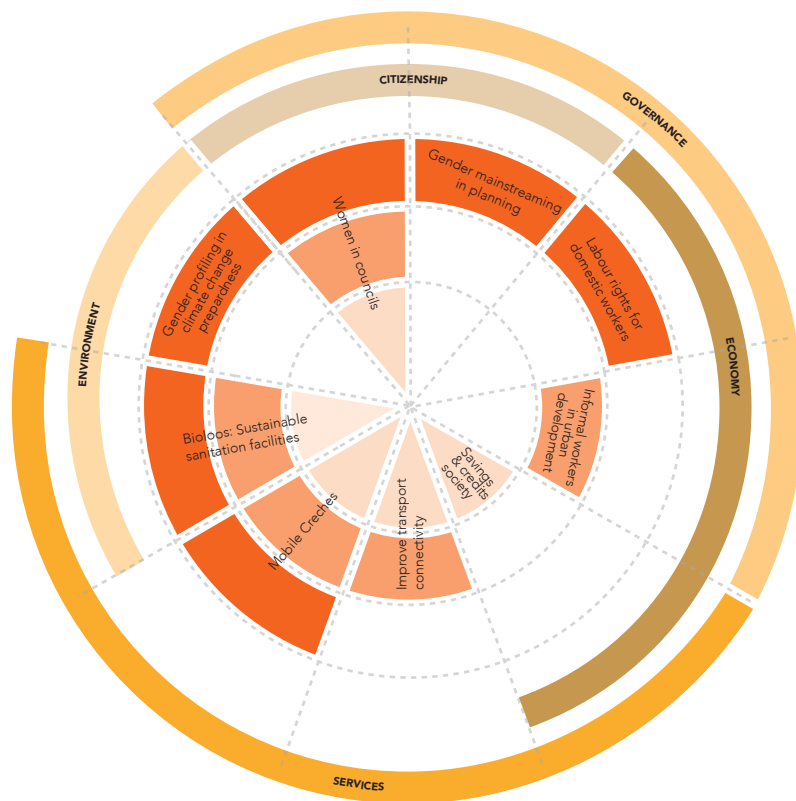 CITIZENSHIP
GOVERNANCE
Gender mainstreaming
in planning
Women in councils
Labour rights for
domestic workers
Gender profiling in
climate change
prepardness
ENVIRONMENT
ECONOMY
Informal workers
in urban
development
Bioloos: Sustainable
sanitation facilities
Savings
& credits
society
Mobile Creches
Improve transport
connectivity
SERVICES